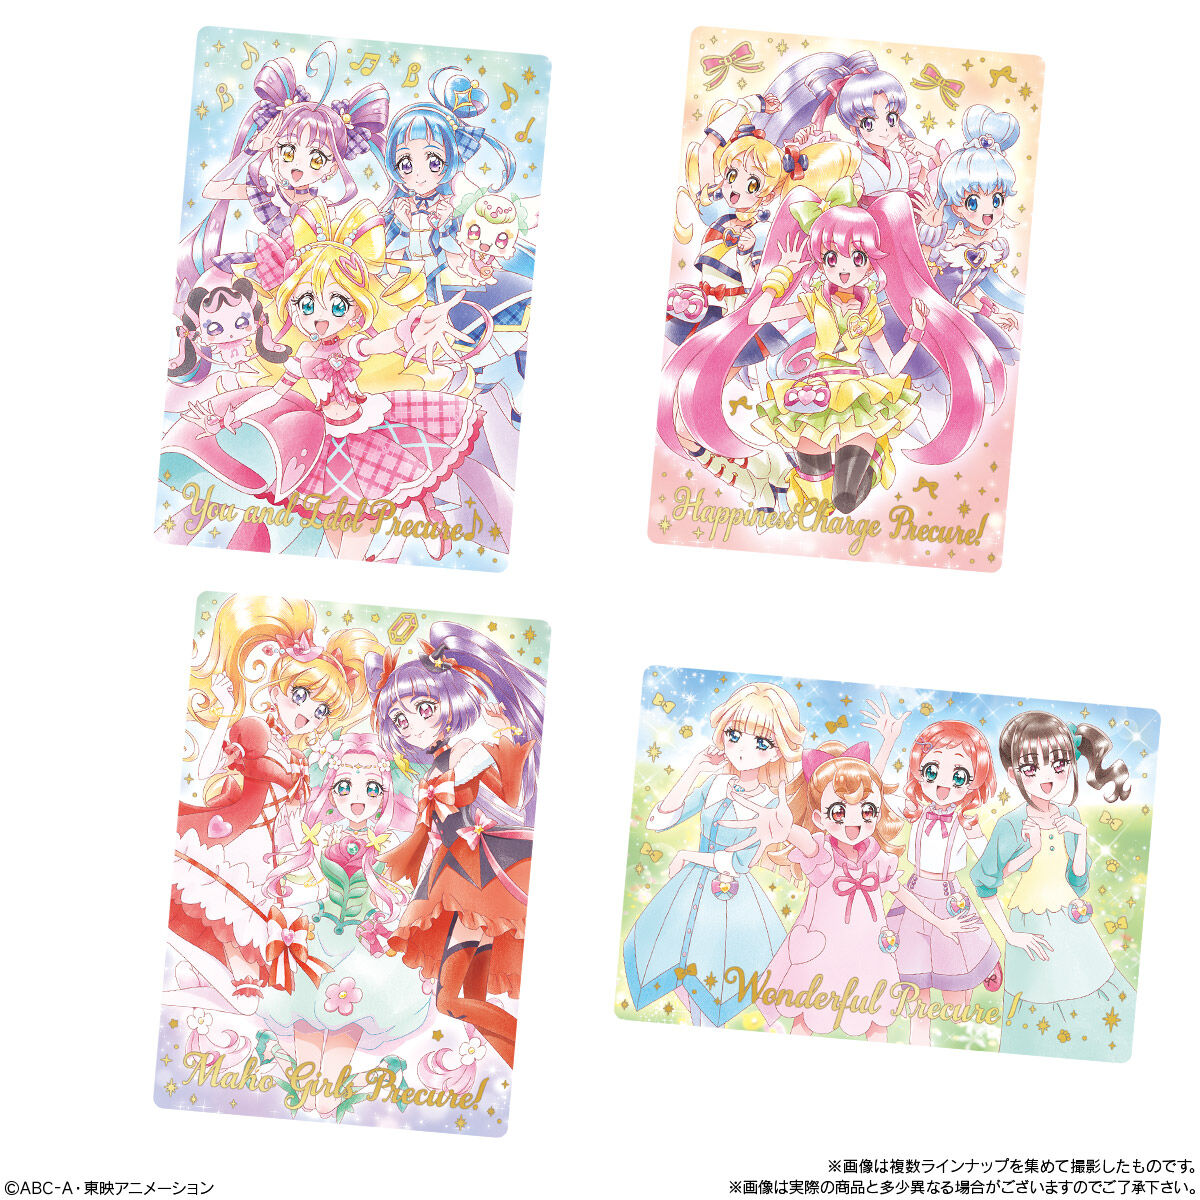 You and Idol Precure♪
HappinessCharge Precure!
Maho Girls Precure!
Wonderful Precure!
※画像は複数ラインナップを集めて撮影したものです。
©ABC-A・東映アニメーション
※画像は実際の商品と多少異なる場合がございますのでご了承下さい。